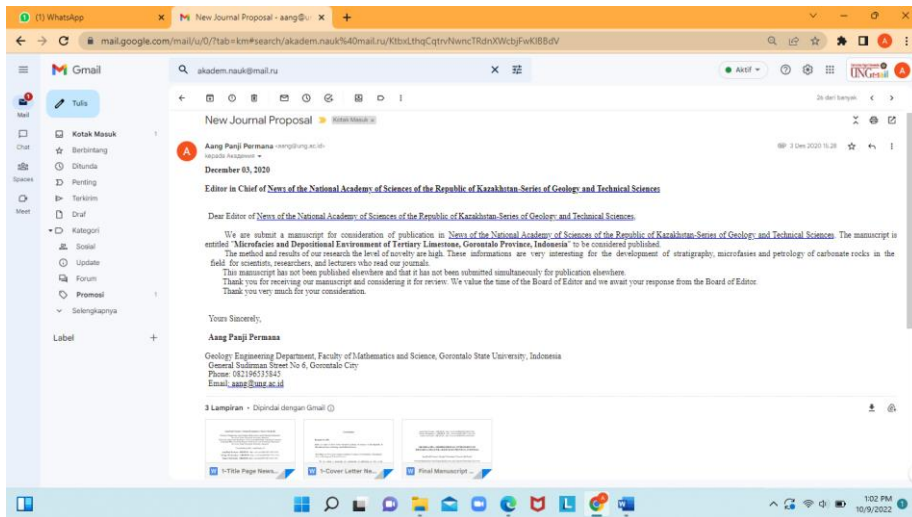 (1) WhatsApp
New Journal Proposal - aang@u
mail.google.com/mail/u/0/?tab=km#search/akadem.nauk%40mail.ru/
Gmail
akadem.nauk@mail.ru
Aktif
Mail
Chat
Spaces
Meet
Tulis
Kotak Masuk 1
Berbintang
Ditunda
Penting
Terkirim
Draf
Kategori
Sosial
Update
Forum
Promosi 1
Selengkapnya
Label
26 dari banyak
New Journal Proposal
Kotak Masuk x
Aang Panji Permana <aang@ung.ac.id>
kepada Академия
3 Des 2020 15.28
December 03, 2020
Editor in Chief of News of the National Academy of Sciences of the Republic of Kazakhstan-Series of Geology and Technical Sciences
Dear Editor of News of the National Academy of Sciences of the Republic of Kazakhstan-Series of Geology and Technical Sciences,
We are submit a manuscript for consideration of publication in News of the National Academy of Sciences of the Republic of Kazakhstan-Series of Geology and Technical Sciences. The manuscript is
entitled "Microfacies and Depositional Environment of Tertiary Limestone, Gorontalo Province, Indonesia" to be considered published.
The method and results of our research the level of novelty are high. These informations are very interesting for the development of stratigraphy, microfasies and petrology of carbonate rocks in the
field for scientists, researchers, and lecturers who read our journals.
This manuscript has not been published elsewhere and that it has not been submitted simultaneously for publication elsewhere.
Thank you for receiving our manuscript and considering it for review. We value the time of the Board of Editor and we await your response from the Board of Editor.
Thank you very much for your consideration.
Yours Sincerely,
Aang Panji Permana
Geology Engineering Department, Faculty of Mathematics and Science, Gorontalo State University, Indonesia
General Sudirman Street No 6, Gorontalo City
Phone: 082196535845
Email: aang@ung.ac.id
3 Lampiran • Dipindai dengan Gmail
1-Title Page News...
1-Cover Letter Ne...
Final Manuscript ...
1:02 PM
10/9/2022